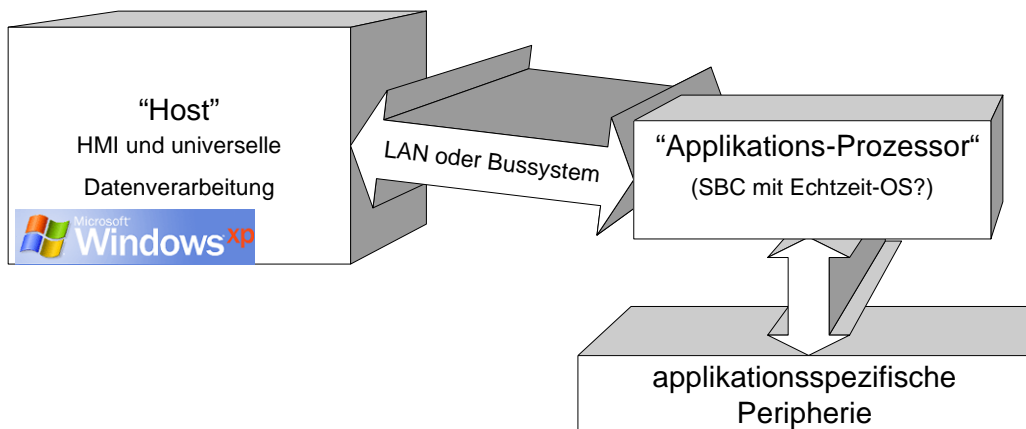 “Host”
HMI und universelle
Datenverarbeitung
Microsoft
Windows xp
LAN oder Bussystem
“Applikations-Prozessor“
(SBC mit Echtzeit-OS?)
applikationsspezifische
Peripherie